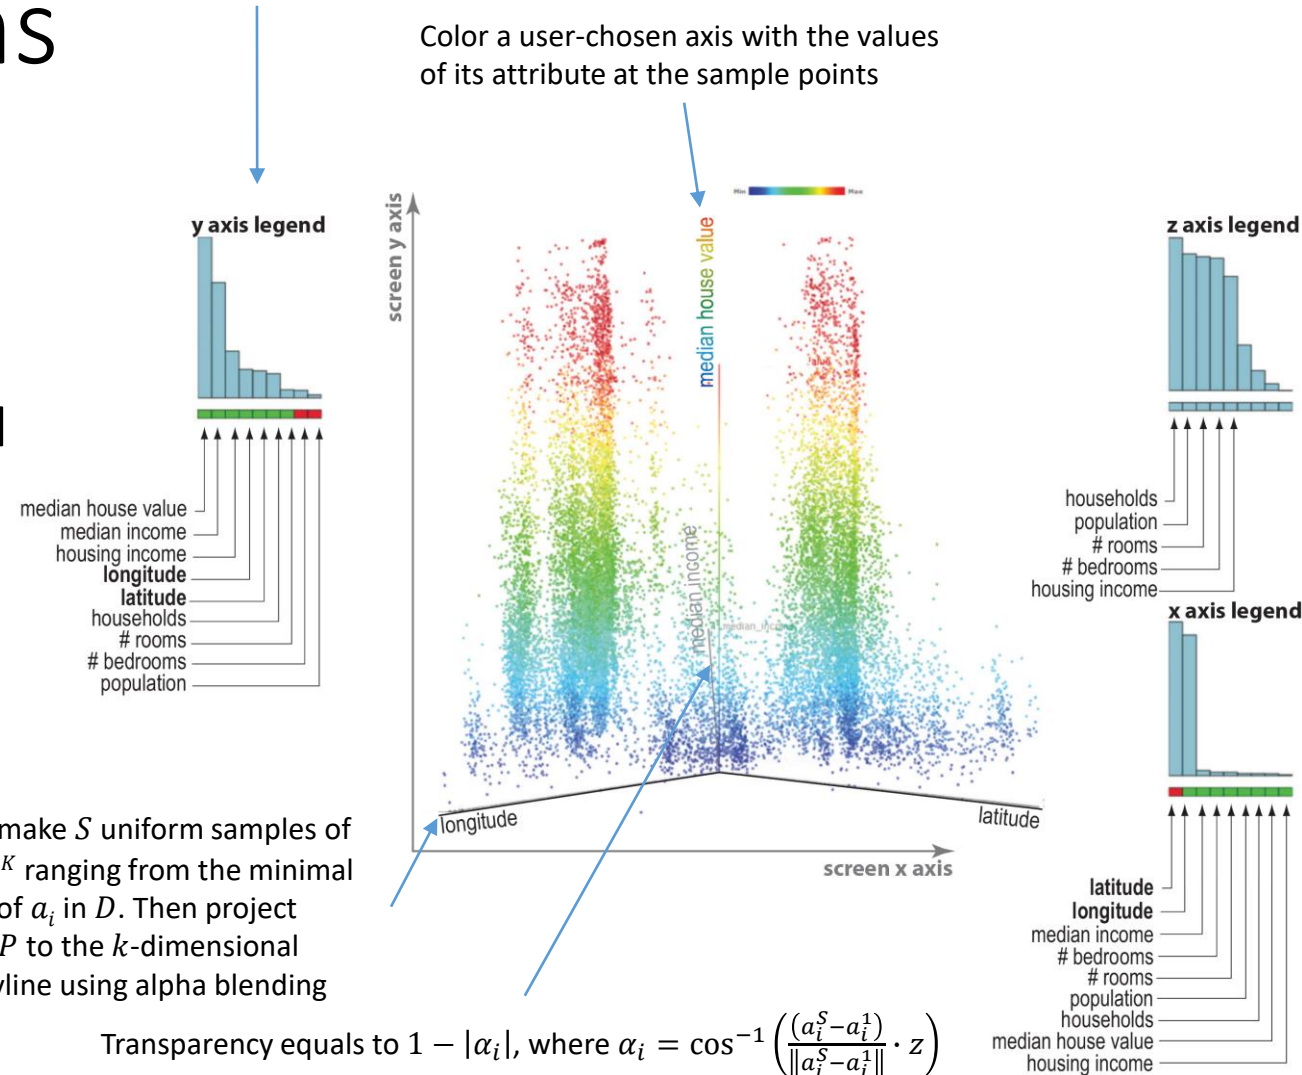 Color a user-chosen axis with the values
of its attribute at the sample points
Min
Max
y axis legend
screen y axis
median house value
z axis legend
median house value
median income
housing income
longitude
latitude
households
# rooms
# bedrooms
population
median income
median_income
households
population
# rooms
# bedrooms
housing income
x axis legend
longitude
latitude
screen x axis
make S uniform samples of
K ranging from the minimal
of a_i in D. Then project
P to the k-dimensional
line using alpha blending
latitude
longitude
median income
# bedrooms
# rooms
population
households
median house value
housing income
Transparency equals to 1 − |α_i|, where α_i = cos⁻¹((a_i^S − a_i^1)/‖a_i^S − a_i^1‖ · z)